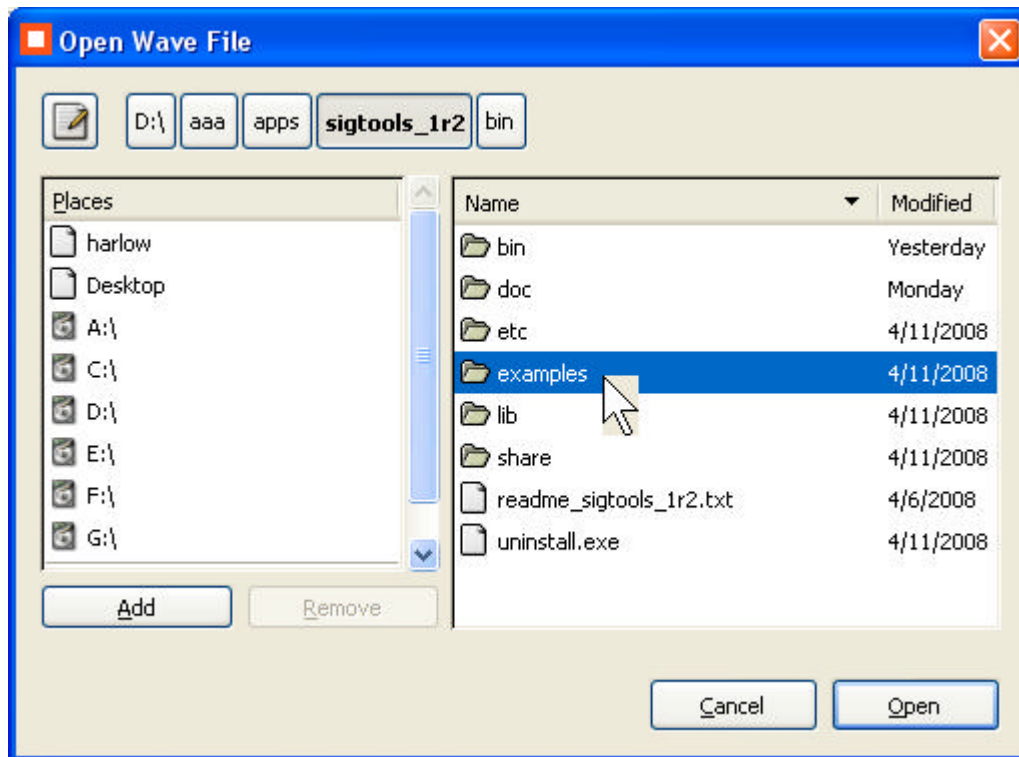 Open Wave File
D:\ aaa apps sigtools_1r2 bin
Places
harlow
Desktop
A:\
C:\
D:\
E:\
F:\
G:\
Add Remove
Name Modified
bin Yesterday
doc Monday
etc 4/11/2008
examples 4/11/2008
lib 4/11/2008
share 4/11/2008
readme_sigtools_1r2.txt 4/6/2008
uninstall.exe 4/11/2008
Cancel Open